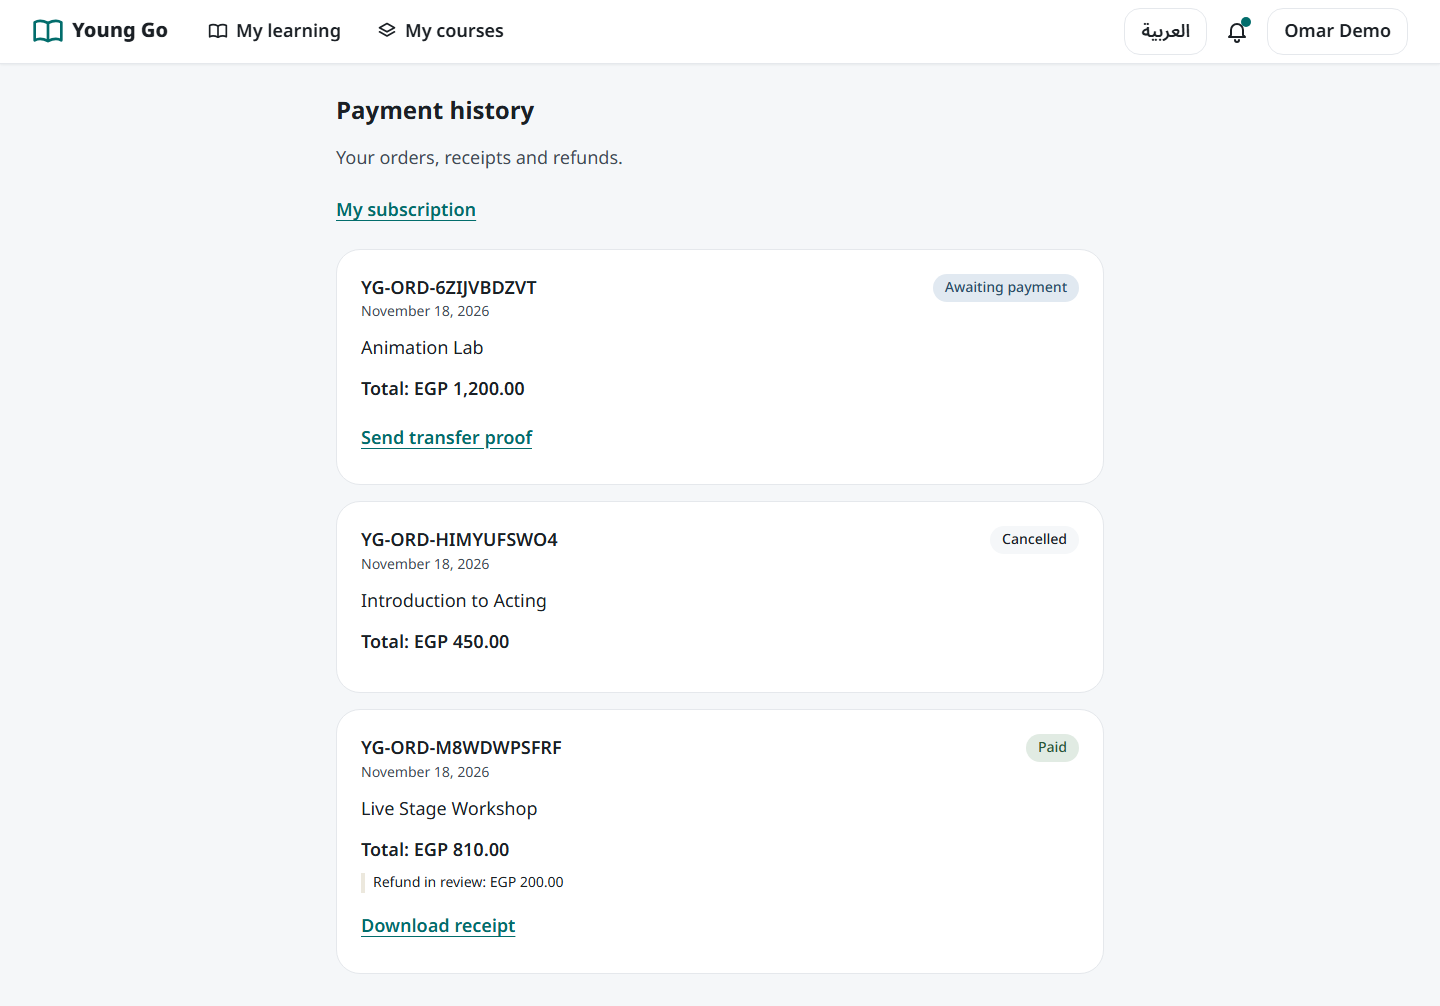 Young Go
My learning
My courses
العربية
Omar Demo
Payment history
Your orders, receipts and refunds.
My subscription
YG-ORD-6ZIJVBDZVT
Awaiting payment
November 18, 2026
Animation Lab
Total: EGP 1,200.00
Send transfer proof
YG-ORD-HIMYUFSWO4
Cancelled
November 18, 2026
Introduction to Acting
Total: EGP 450.00
YG-ORD-M8WDWPSFRF
Paid
November 18, 2026
Live Stage Workshop
Total: EGP 810.00
Refund in review: EGP 200.00
Download receipt